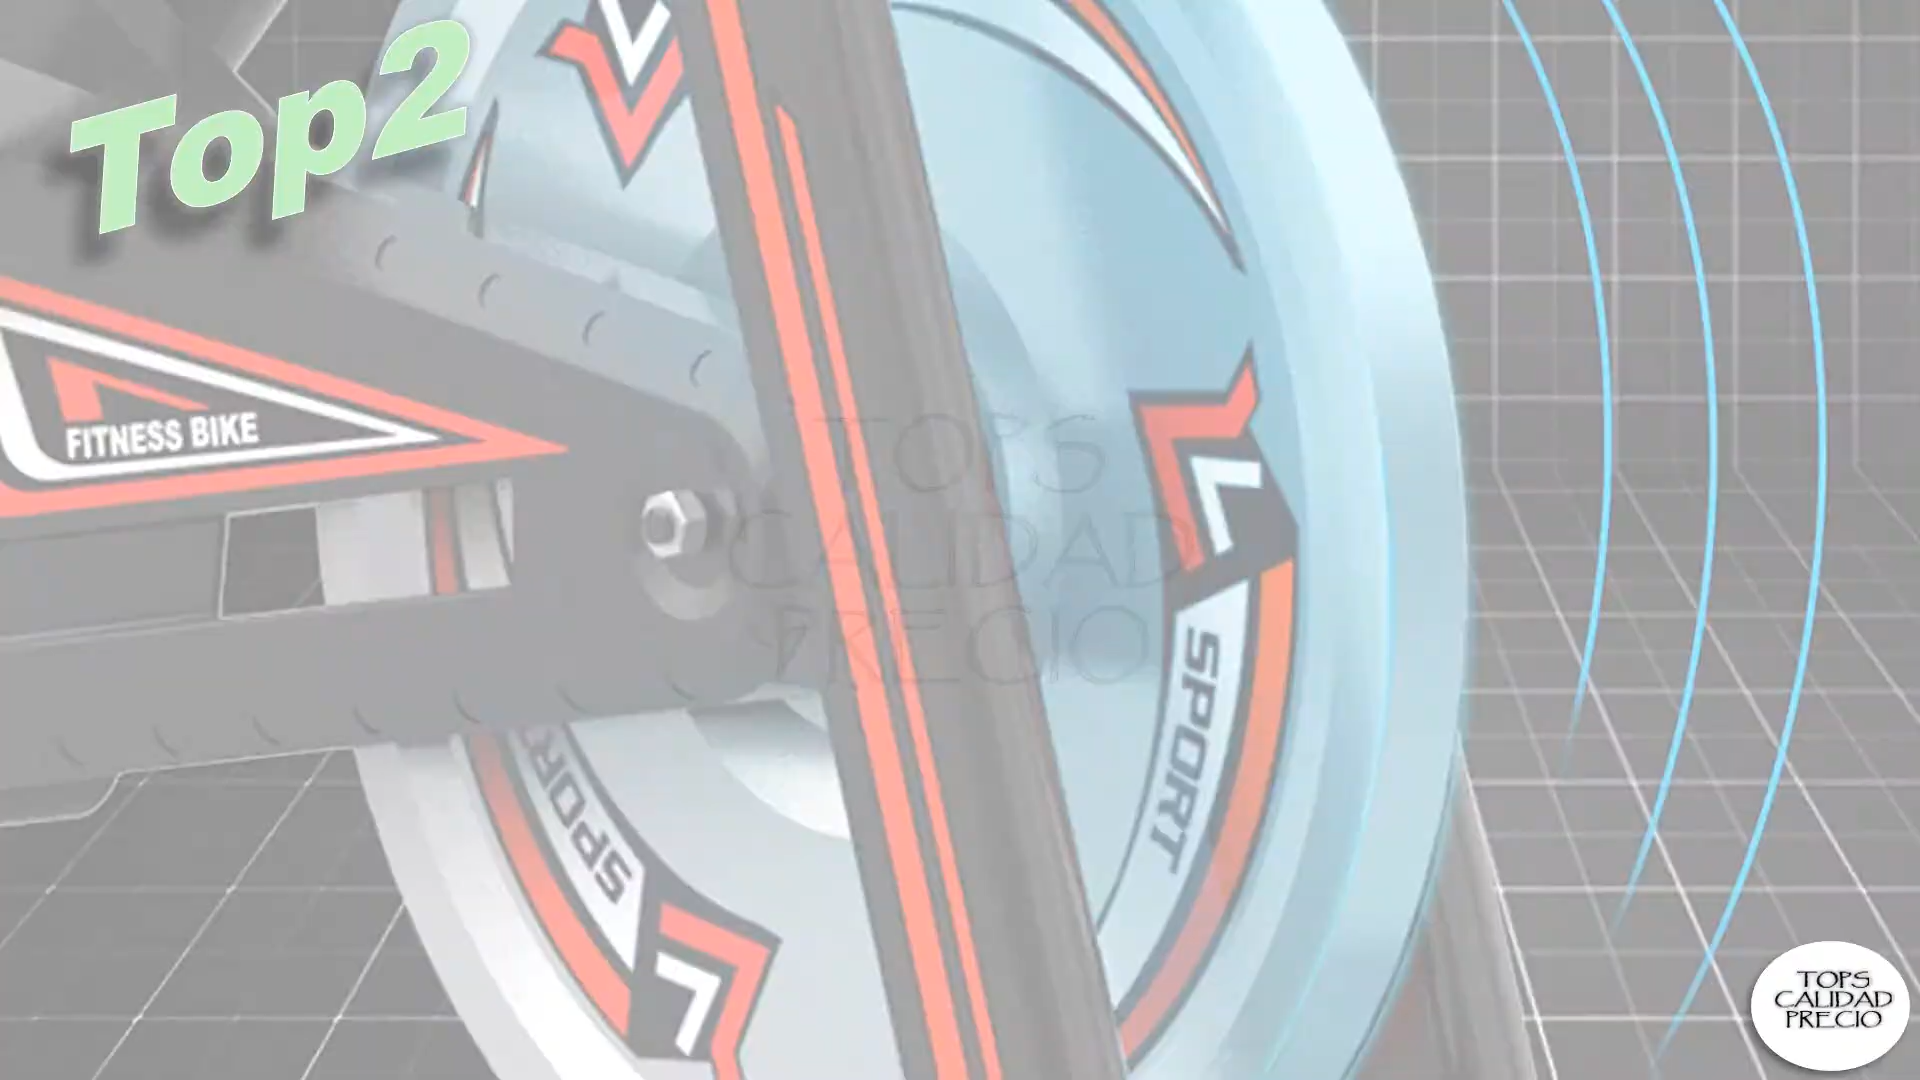 Top2
FITNESS BIKE
TOPS
CALIDAD
PRECIO
SPORT
SPORT
TOPS
CALIDAD
PRECIO